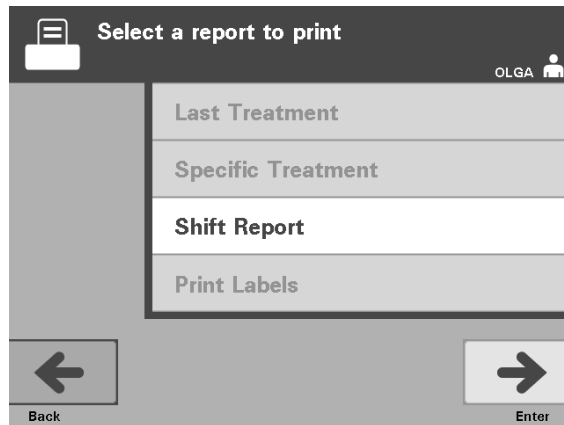 Select a report to print
OLGA
Last Treatment
Specific Treatment
Shift Report
Print Labels
Back
Enter